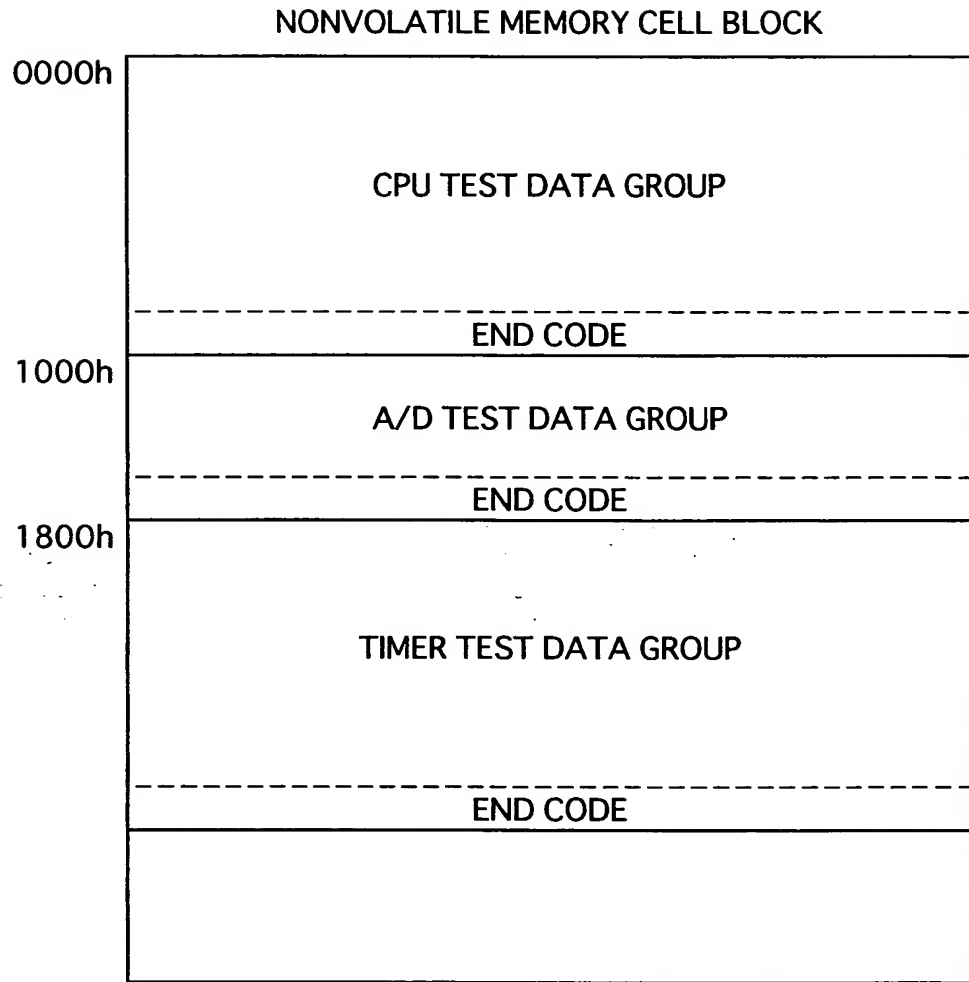 NONVOLATILE MEMORY CELL BLOCK
0000h
CPU TEST DATA GROUP
END CODE
1000h
A/D TEST DATA GROUP
END CODE
1800h
TIMER TEST DATA GROUP
END CODE